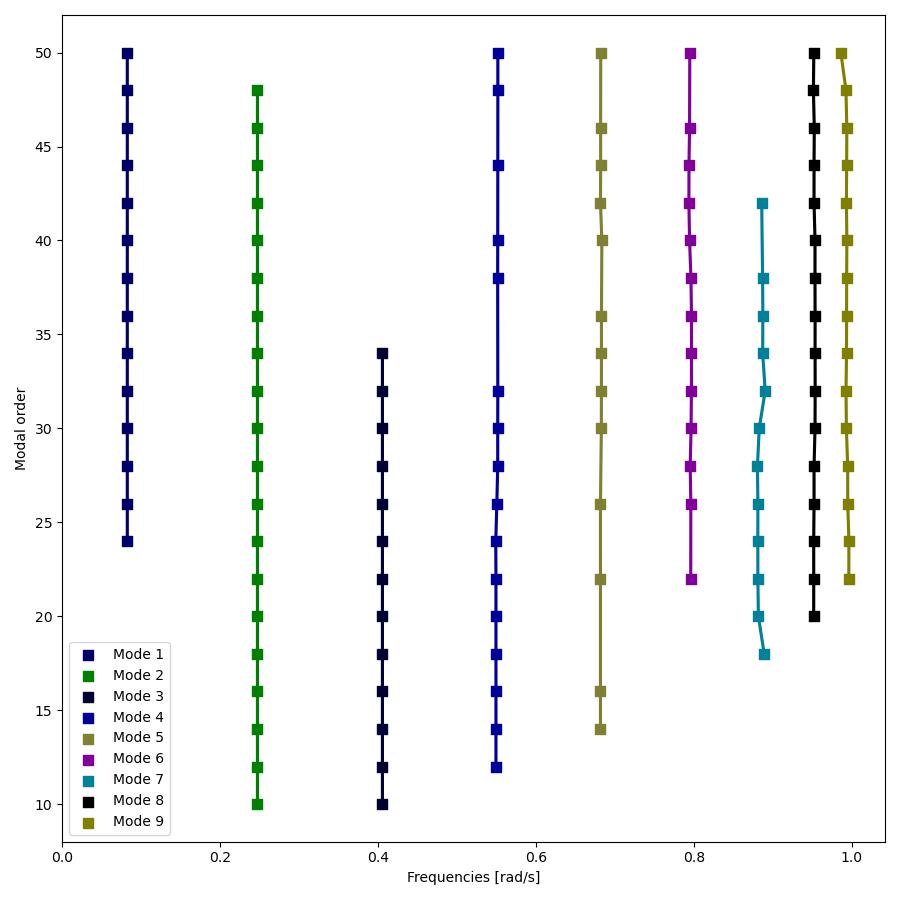 50
45
40
35
30
25
20
15
10
Modal order
Mode 1
Mode 2
Mode 3
Mode 4
Mode 5
Mode 6
Mode 7
Mode 8
Mode 9
0.0 0.2 0.4 0.6 0.8 1.0
Frequencies [rad/s]